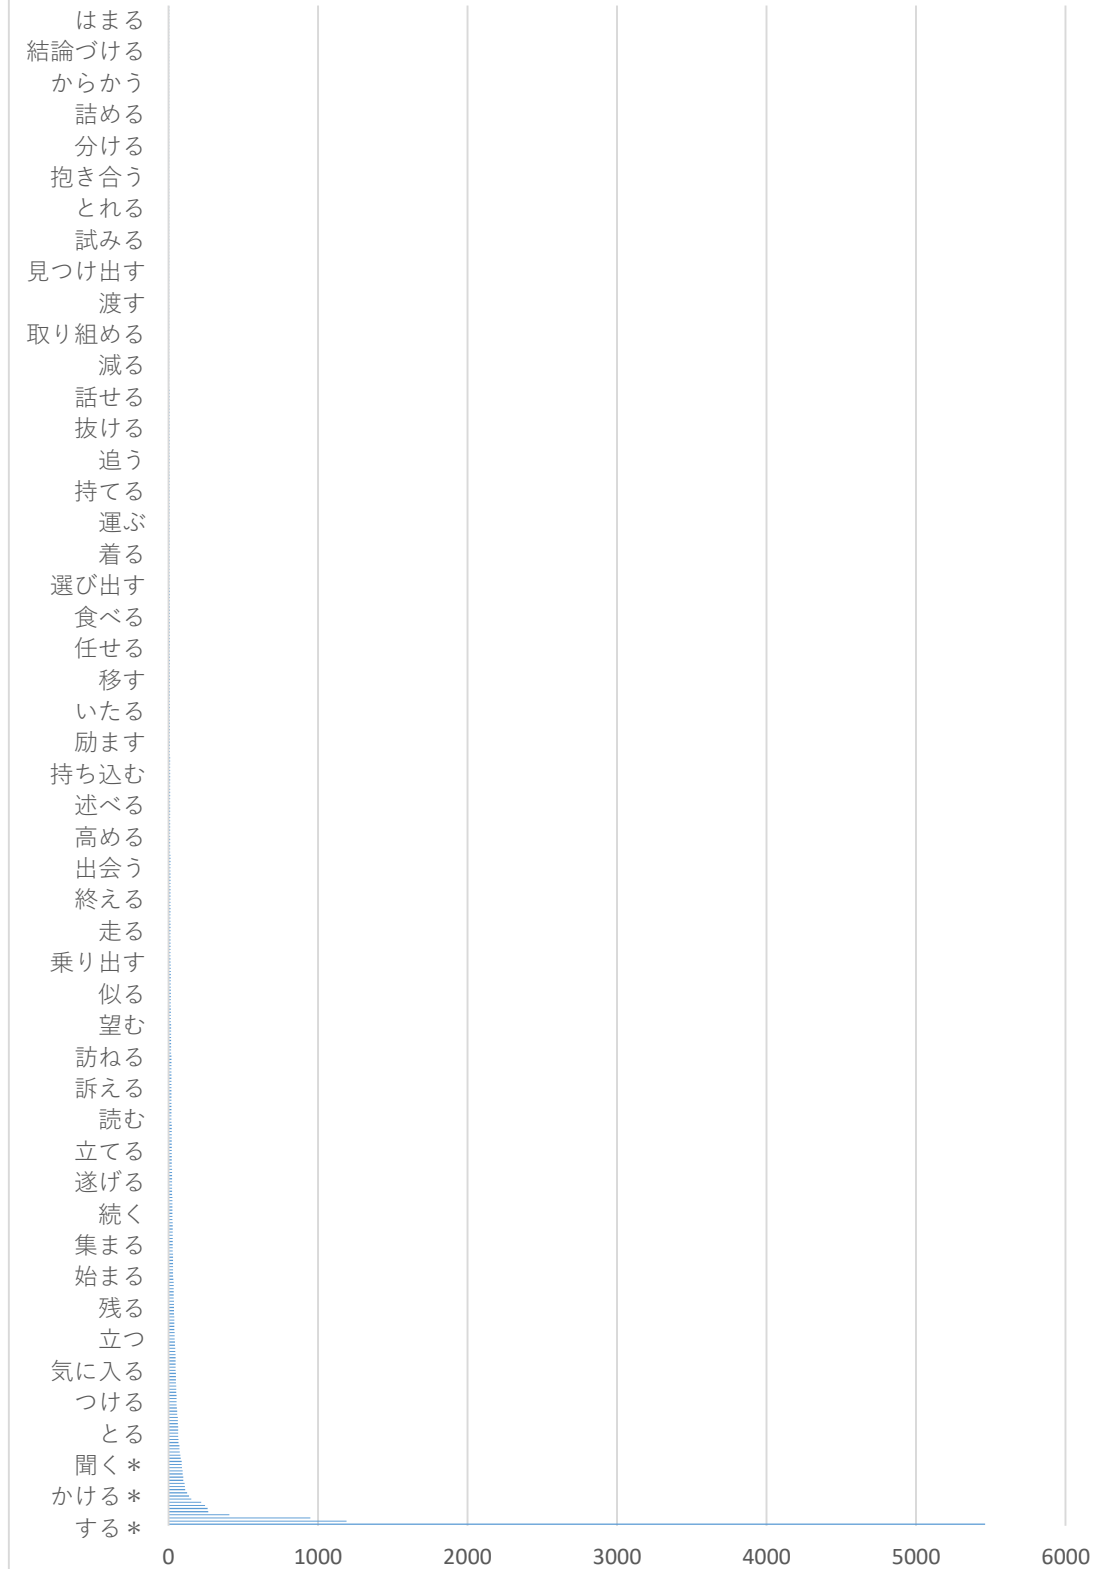 はまる
結論づける
からかう
詰める
分ける
抱き合う
とれる
試みる
見つけ出す
渡す
取り組める
減る
話せる
抜ける
追う
持てる
運ぶ
着る
選び出す
食べる
任せる
移す
いたる
励ます
持ち込む
述べる
高める
出会う
終える
走る
乗り出す
似る
望む
訪ねる
訴える
読む
立てる
遂げる
続く
集まる
始まる
残る
立つ
気に入る
つける
とる
聞く＊
かける＊
する＊
0 1000 2000 3000 4000 5000 6000